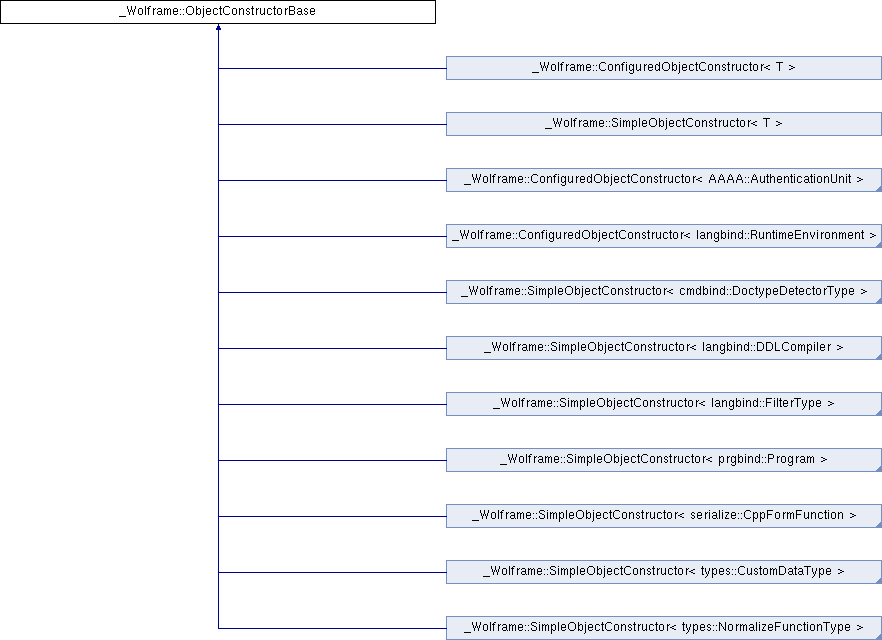 _Wolframe::ObjectConstructorBase
_Wolframe::ConfiguredObjectConstructor< T >
_Wolframe::SimpleObjectConstructor< T >
_Wolframe::ConfiguredObjectConstructor< AAAA::AuthenticationUnit >
_Wolframe::ConfiguredObjectConstructor< langbind::RuntimeEnvironment >
_Wolframe::SimpleObjectConstructor< cmdbind::DoctypeDetectorType >
_Wolframe::SimpleObjectConstructor< langbind::DDLCompiler >
_Wolframe::SimpleObjectConstructor< langbind::FilterType >
_Wolframe::SimpleObjectConstructor< prgbind::Program >
_Wolframe::SimpleObjectConstructor< serialize::CppFormFunction >
_Wolframe::SimpleObjectConstructor< types::CustomDataType >
_Wolframe::SimpleObjectConstructor< types::NormalizeFunctionType >